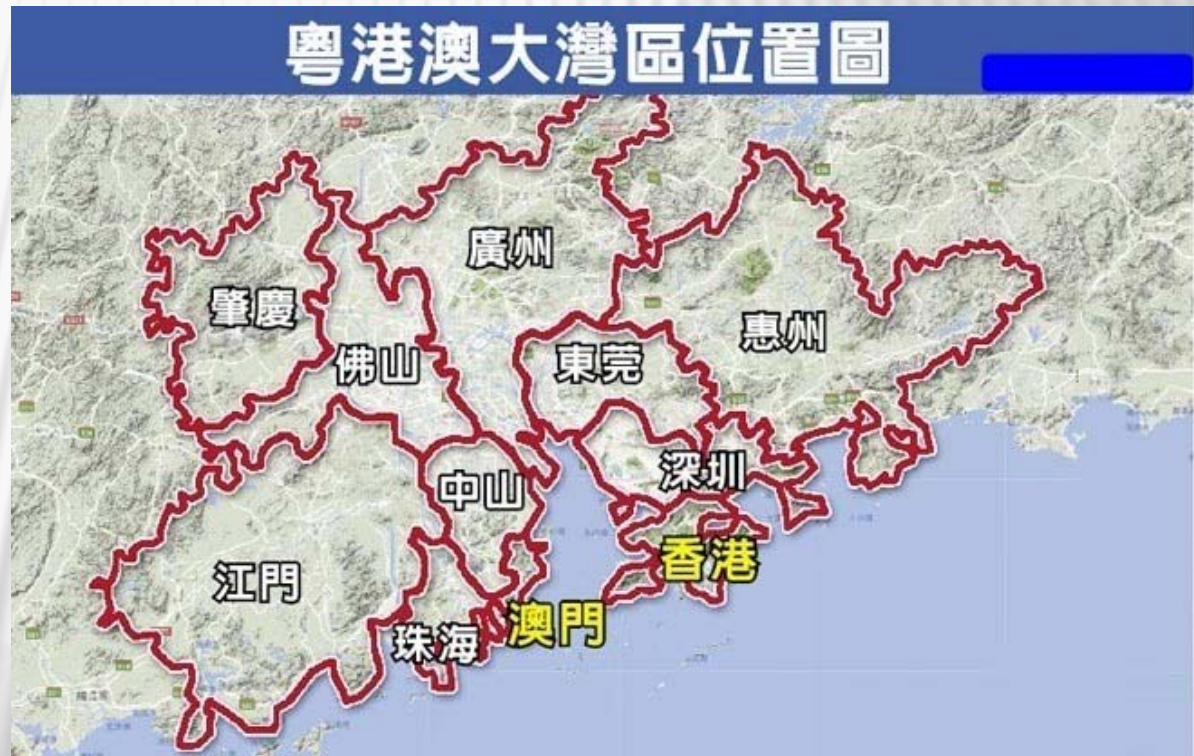 粵港澳大灣區位置圖
廣州
肇慶
惠州
佛山
東莞
深圳
中山
香港
江門
澳門
珠海